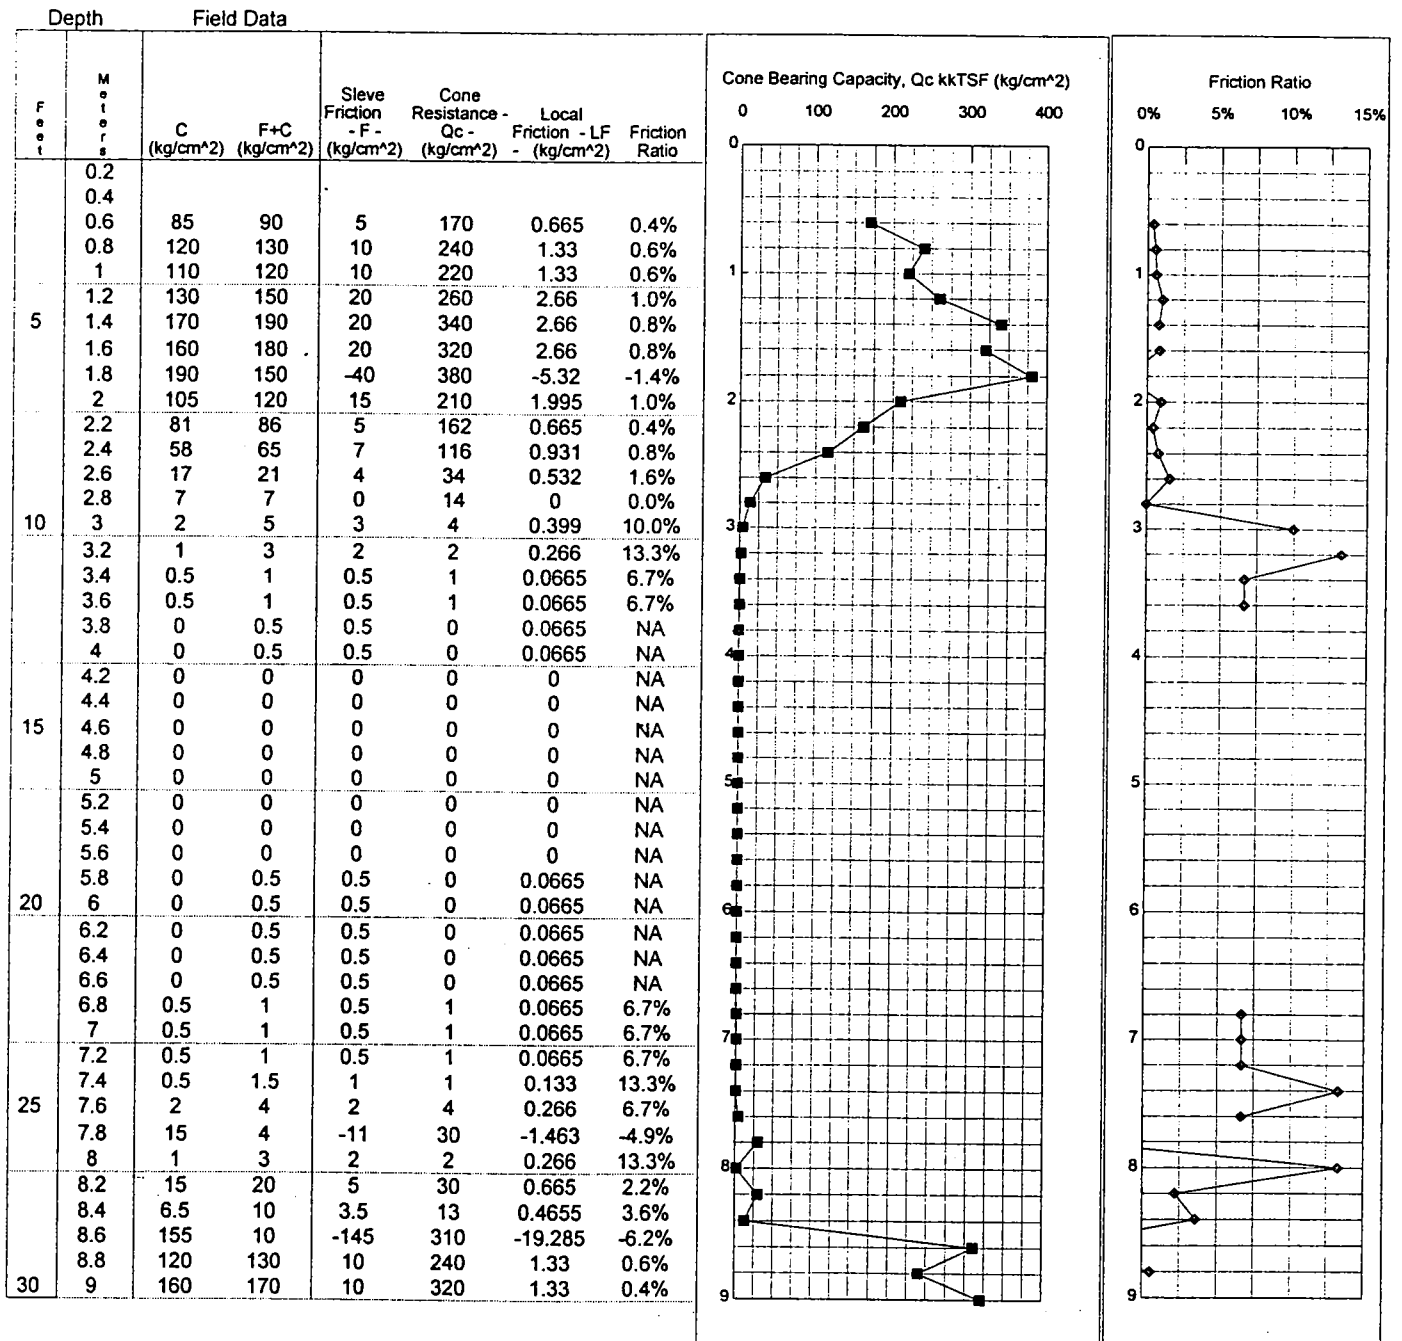 Depth Field Data
Feet
Meters
C (kg/cm^2)
F+C (kg/cm^2)
Sleve Friction - F - (kg/cm^2)
Cone Resistance - Qc - (kg/cm^2)
Local Friction - LF - (kg/cm^2)
Friction Ratio
0.2
0.4
0.6 85 90 5 170 0.665 0.4%
0.8 120 130 10 240 1.33 0.6%
1 110 120 10 220 1.33 0.6%
1.2 130 150 20 260 2.66 1.0%
5 1.4 170 190 20 340 2.66 0.8%
1.6 160 180 20 320 2.66 0.8%
1.8 190 150 -40 380 -5.32 -1.4%
2 105 120 15 210 1.995 1.0%
2.2 81 86 5 162 0.665 0.4%
2.4 58 65 7 116 0.931 0.8%
2.6 17 21 4 34 0.532 1.6%
2.8 7 7 0 14 0 0.0%
10 3 2 5 3 4 0.399 10.0%
3.2 1 3 2 2 0.266 13.3%
3.4 0.5 1 0.5 1 0.0665 6.7%
3.6 0.5 1 0.5 1 0.0665 6.7%
3.8 0 0.5 0.5 0 0.0665 NA
4 0 0.5 0.5 0 0.0665 NA
4.2 0 0 0 0 0 NA
4.4 0 0 0 0 0 NA
15 4.6 0 0 0 0 0 NA
4.8 0 0 0 0 0 NA
5 0 0 0 0 0 NA
5.2 0 0 0 0 0 NA
5.4 0 0 0 0 0 NA
5.6 0 0 0 0 0 NA
5.8 0 0.5 0.5 0 0.0665 NA
20 6 0 0.5 0.5 0 0.0665 NA
6.2 0 0.5 0.5 0 0.0665 NA
6.4 0 0.5 0.5 0 0.0665 NA
6.6 0 0.5 0.5 0 0.0665 NA
6.8 0.5 1 0.5 1 0.0665 6.7%
7 0.5 1 0.5 1 0.0665 6.7%
7.2 0.5 1 0.5 1 0.0665 6.7%
7.4 0.5 1.5 1 1 0.133 13.3%
25 7.6 2 4 2 4 0.266 6.7%
7.8 15 4 -11 30 -1.463 -4.9%
8 1 3 2 2 0.266 13.3%
8.2 15 20 5 30 0.665 2.2%
8.4 6.5 10 3.5 13 0.4655 3.6%
8.6 155 10 -145 310 -19.285 -6.2%
8.8 120 130 10 240 1.33 0.6%
30 9 160 170 10 320 1.33 0.4%
Cone Bearing Capacity, Qc kkTSF (kg/cm^2)
0 100 200 300 400
0
1
2
3
4
5
6
7
8
9
Friction Ratio
0% 5% 10% 15%
0
1
2
3
4
5
6
7
8
9